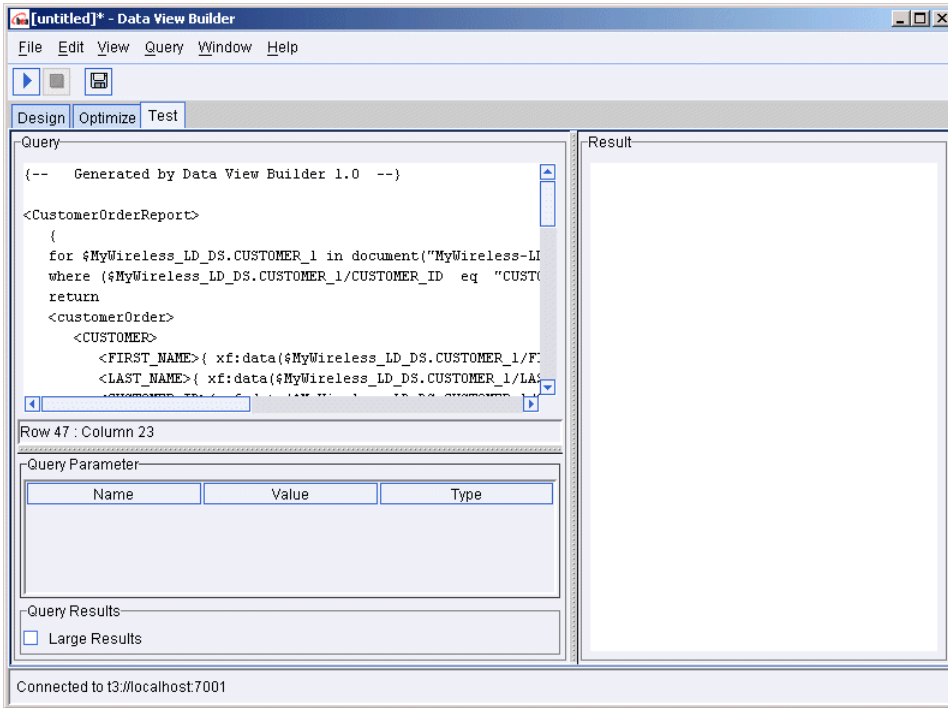 [untitled]* - Data View Builder
File Edit View Query Window Help
Design Optimize Test
Query
{-- Generated by Data View Builder 1.0 --}
<CustomerOrderReport>
{
for $MyWireless_LD_DS.CUSTOMER_1 in document("MyWireless-LD
where ($MyWireless_LD_DS.CUSTOMER_1/CUSTOMER_ID eq "CUSTO
return
<customerOrder>
<CUSTOMER>
<FIRST_NAME>{ xf:data($MyWireless_LD_DS.CUSTOMER_1/FI
<LAST_NAME>{ xf:data($MyWireless_LD_DS.CUSTOMER_1/LAS
Row 47 : Column 23
Query Parameter
Name Value Type
Query Results
Large Results
Result
Connected to t3://localhost:7001